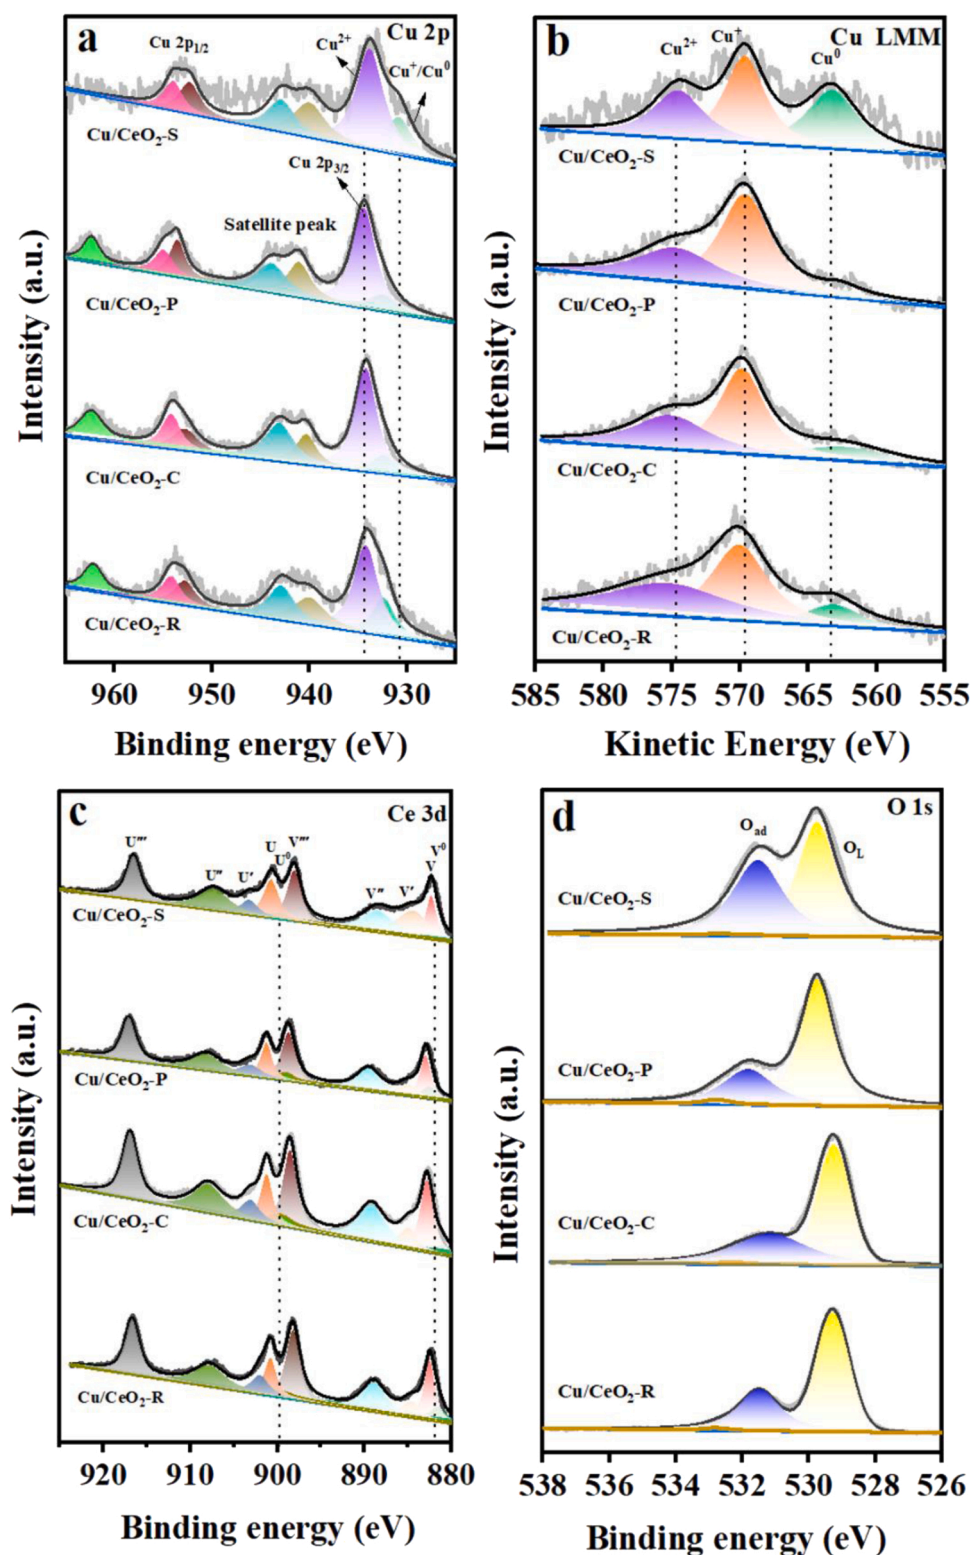 a
Cu 2p
Cu 2p₁/₂
Cu²⁺
Cu⁺/Cu⁰
Cu/CeO₂-S
Cu 2p₃/₂
Satellite peak
Cu/CeO₂-P
Cu/CeO₂-C
Cu/CeO₂-R
Intensity (a.u.)
960 950 940 930
Binding energy (eV)
b
Cu LMM
Cu²⁺
Cu⁺
Cu⁰
Cu/CeO₂-S
Cu/CeO₂-P
Cu/CeO₂-C
Cu/CeO₂-R
Intensity (a.u.)
585 580 575 570 565 560 555
Kinetic Energy (eV)
c
Ce 3d
U‴ U″ U′ U U⁰ V‴ V″ V′ V V⁰
Cu/CeO₂-S
Cu/CeO₂-P
Cu/CeO₂-C
Cu/CeO₂-R
Intensity (a.u.)
920 910 900 890 880
Binding energy (eV)
d
O 1s
Oad
OL
Cu/CeO₂-S
Cu/CeO₂-P
Cu/CeO₂-C
Cu/CeO₂-R
Intensity (a.u.)
538 536 534 532 530 528 526
Binding energy (eV)